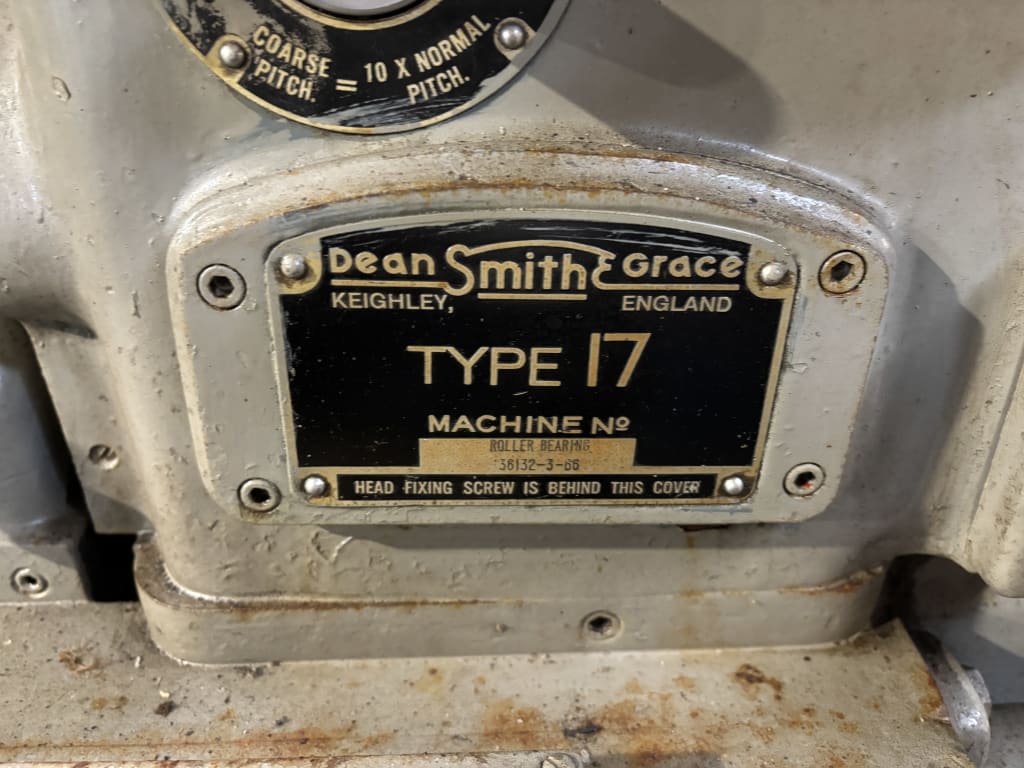 COARSE
PITCH. = 10 X NORMAL
PITCH.
Dean Smith & Grace
KEIGHLEY, ENGLAND
TYPE 17
MACHINE Nº
ROLLER BEARING
36132-3-66
HEAD FIXING SCREW IS BEHIND THIS COVER